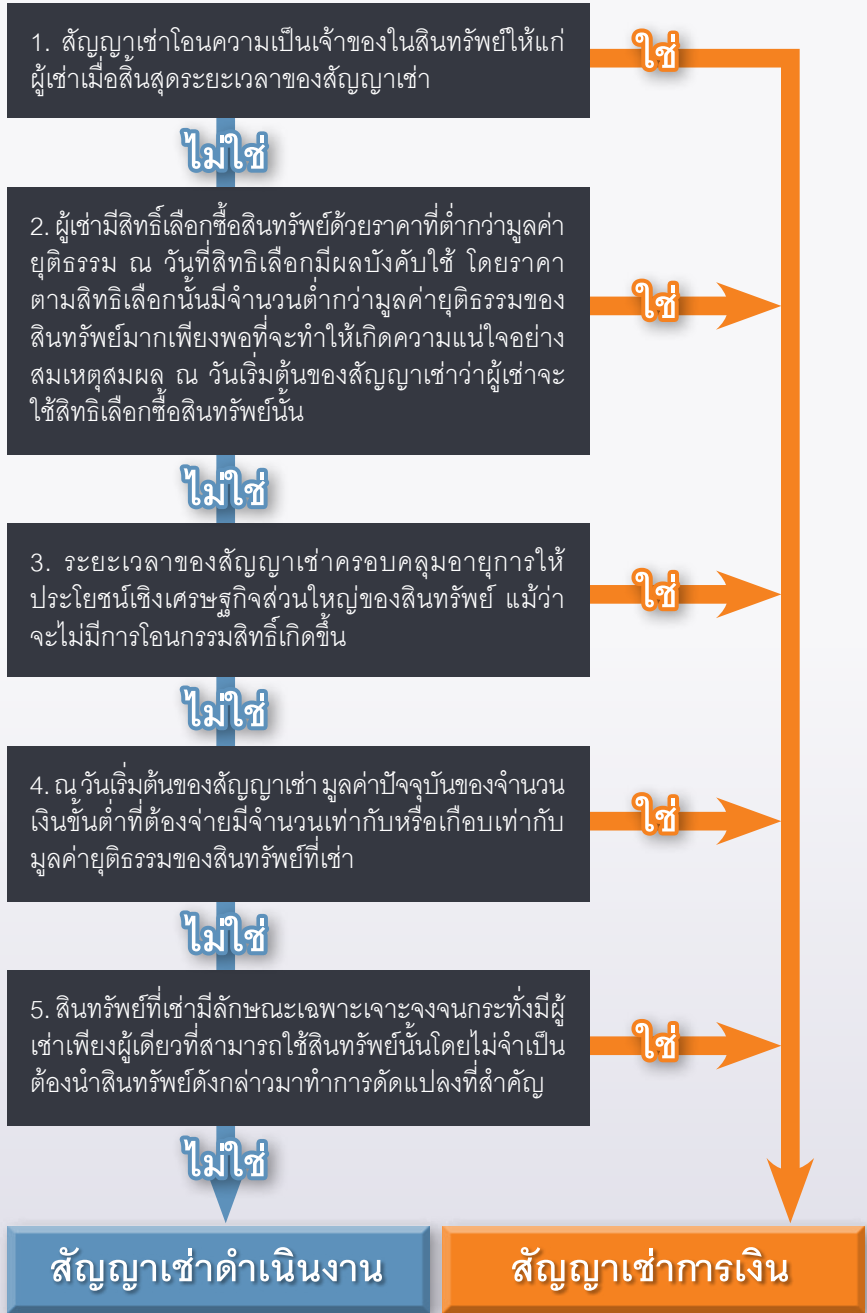 1. สัญญาเช่าโอนความเป็นเจ้าของในสินทรัพย์ให้แก่
ผู้เช่าเมื่อสิ้นสุดระยะเวลาของสัญญาเช่า
ใช่
ไม่ใช่
2. ผู้เช่ามีสิทธิ์เลือกซื้อสินทรัพย์ด้วยราคาที่ต่ำกว่ามูลค่า
ยุติธรรม ณ วันที่สิทธิเลือกมีผลบังคับใช้ โดยราคา
ตามสิทธิเลือกนั้นมีจำนวนต่ำกว่ามูลค่ายุติธรรมของ
สินทรัพย์มากเพียงพอที่จะทำให้เกิดความแน่ใจอย่าง
สมเหตุสมผล ณ วันเริ่มต้นของสัญญาเช่าว่าผู้เช่าจะ
ใช้สิทธิเลือกซื้อสินทรัพย์นั้น
ใช่
ไม่ใช่
3. ระยะเวลาของสัญญาเช่าครอบคลุมอายุการให้
ประโยชน์เชิงเศรษฐกิจส่วนใหญ่ของสินทรัพย์ แม้ว่า
จะไม่มีการโอนกรรมสิทธิ์เกิดขึ้น
ใช่
ไม่ใช่
4. ณ วันเริ่มต้นของสัญญาเช่า มูลค่าปัจจุบันของจำนวน
เงินขั้นต่ำที่ต้องจ่ายมีจำนวนเท่ากับหรือเกือบเท่ากับ
มูลค่ายุติธรรมของสินทรัพย์ที่เช่า
ใช่
ไม่ใช่
5. สินทรัพย์ที่เช่ามีลักษณะเฉพาะเจาะจงจนกระทั่งมีผู้
เช่าเพียงผู้เดียวที่สามารถใช้สินทรัพย์นั้นโดยไม่จำเป็น
ต้องนำสินทรัพย์ดังกล่าวมาทำการดัดแปลงที่สำคัญ
ใช่
ไม่ใช่
สัญญาเช่าดำเนินงาน
สัญญาเช่าการเงิน